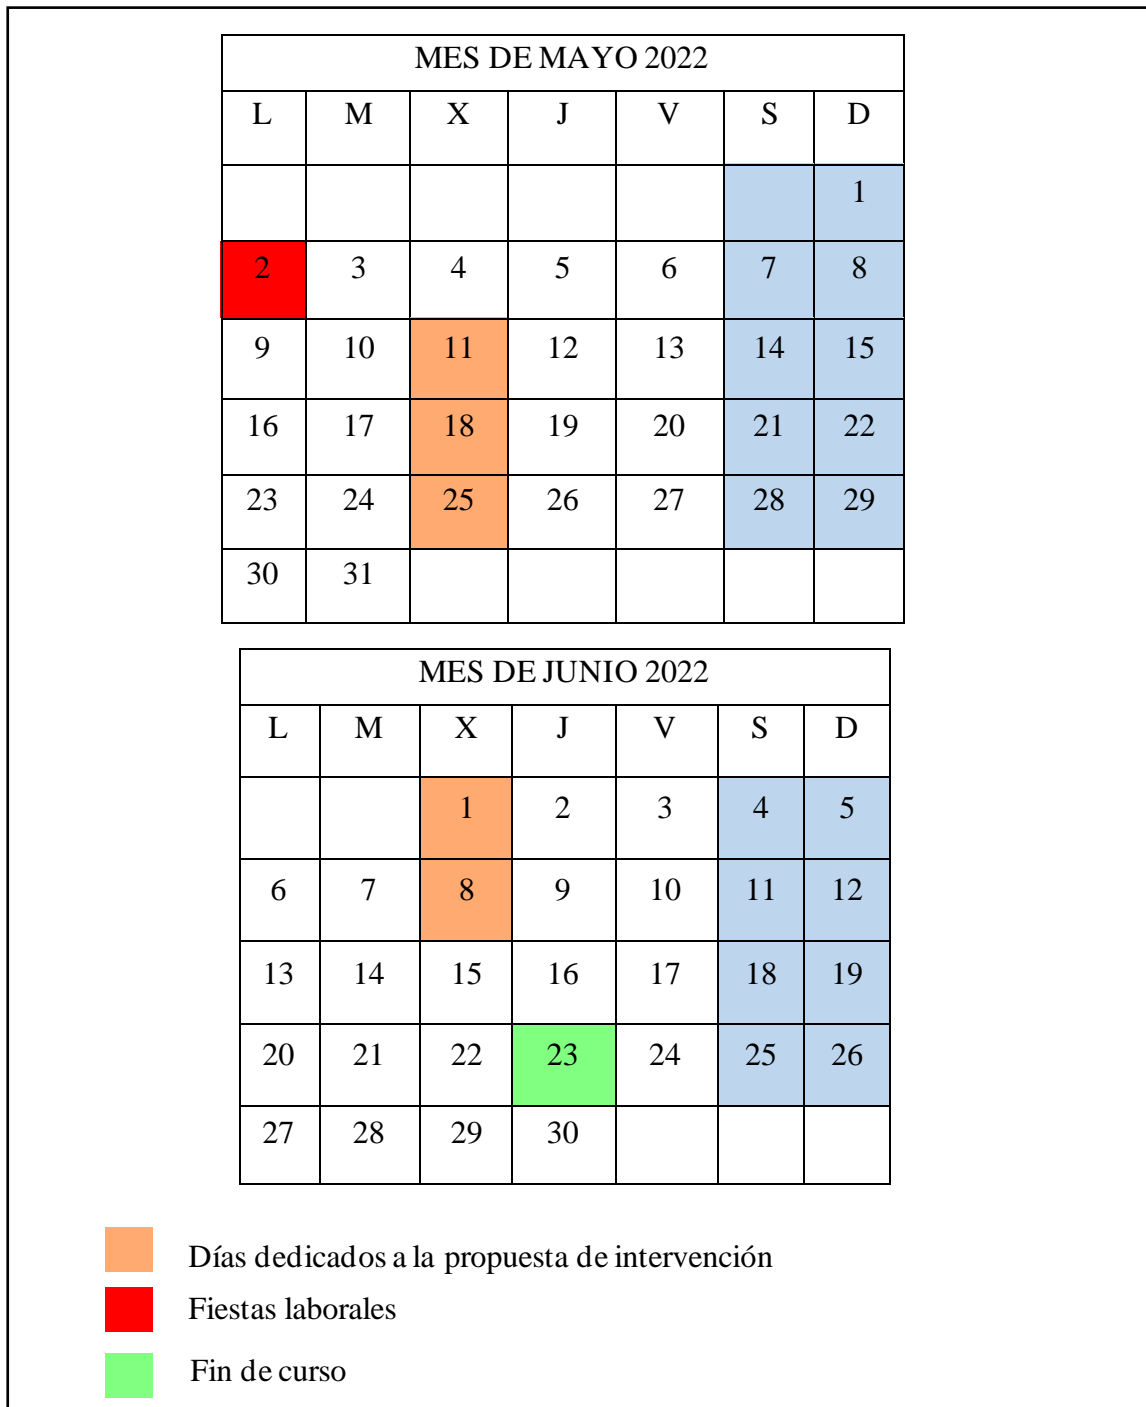 MES DE MAYO 2022
L M X J V S D
1
2 3 4 5 6 7 8
9 10 11 12 13 14 15
16 17 18 19 20 21 22
23 24 25 26 27 28 29
30 31
MES DE JUNIO 2022
L M X J V S D
1 2 3 4 5
6 7 8 9 10 11 12
13 14 15 16 17 18 19
20 21 22 23 24 25 26
27 28 29 30
Días dedicados a la propuesta de intervención
Fiestas laborales
Fin de curso